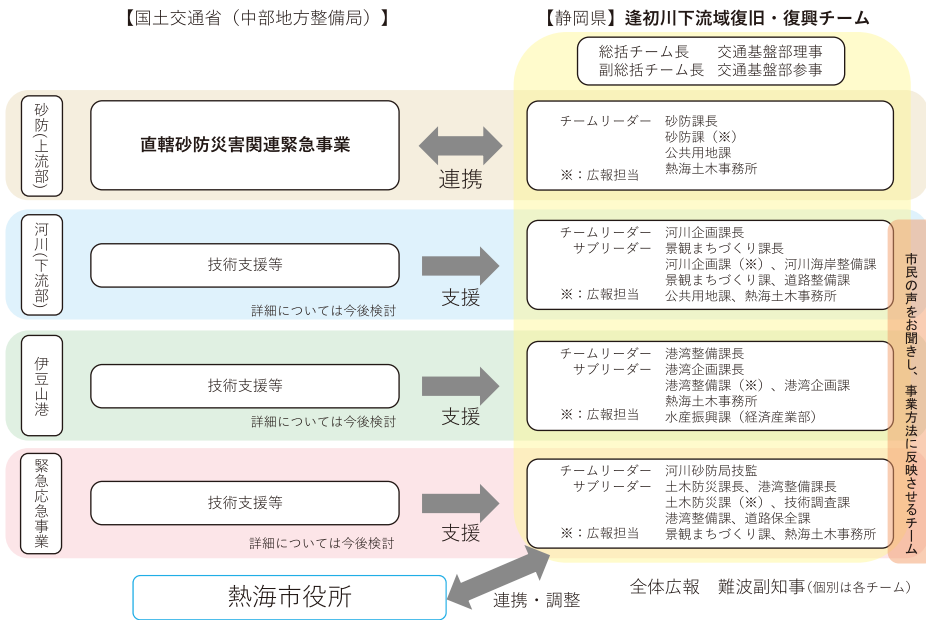 【国土交通省（中部地方整備局）】
【静岡県】逢初川下流域復旧・復興チーム
総括チーム長　交通基盤部理事
副総括チーム長　交通基盤部参事
砂防(上流部)
直轄砂防災害関連緊急事業
連携
チームリーダー　砂防課長
砂防課（※）
公共用地課
熱海土木事務所
※：広報担当
河川(下流部)
技術支援等
詳細については今後検討
支援
チームリーダー　河川企画課長
サブリーダー　景観まちづくり課長
河川企画課（※）、河川海岸整備課
景観まちづくり課、道路整備課
※：広報担当　公共用地課、熱海土木事務所
伊豆山港
技術支援等
詳細については今後検討
支援
チームリーダー　港湾整備課長
サブリーダー　港湾企画課長
港湾整備課（※）、港湾企画課
熱海土木事務所
※：広報担当　水産振興課（経済産業部）
緊急応急事業
技術支援等
詳細については今後検討
支援
チームリーダー　河川砂防局技監
サブリーダー　土木防災課長、港湾整備課長
土木防災課（※）、技術調査課
港湾整備課、道路保全課
※：広報担当　景観まちづくり課、熱海土木事務所
市民の声をお聞きし、事業方法に反映させるチーム
熱海市役所
連携・調整
全体広報　難波副知事(個別は各チーム)